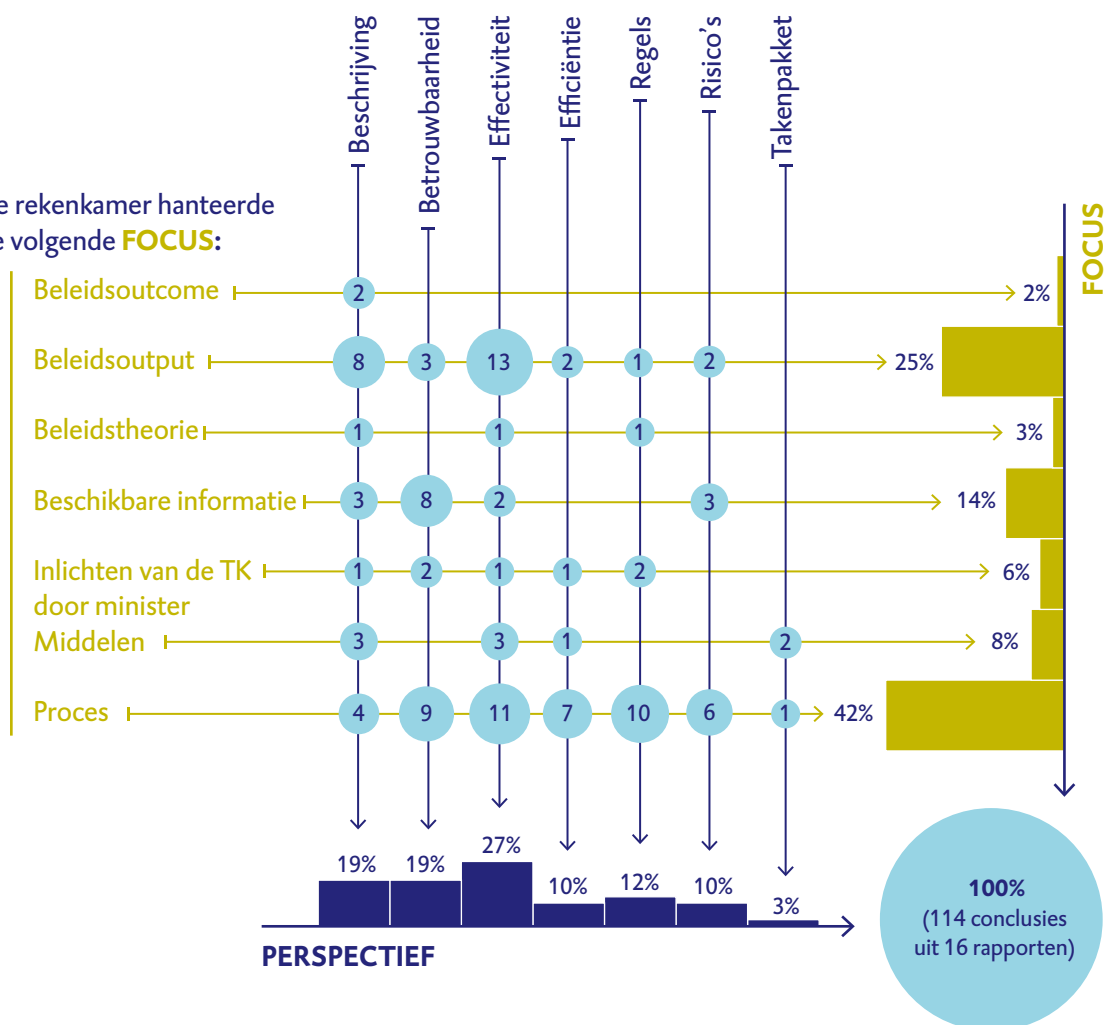 Beschrijving
Betrouwbaarheid
Effectiviteit
Efficiëntie
Regels
Risico's
Takenpakket
e rekenkamer hanteerde
e volgende FOCUS:
FOCUS
Beleidsoutcome 2 2%
Beleidsoutput 8 3 13 2 1 2 25%
Beleidstheorie 1 1 1 3%
Beschikbare informatie 3 8 2 3 14%
Inlichten van de TK 1 2 1 1 2 6%
door minister
Middelen 3 3 1 2 8%
Proces 4 9 11 7 10 6 1 42%
19% 19% 27% 10% 12% 10% 3%
PERSPECTIEF
100%
(114 conclusies
uit 16 rapporten)